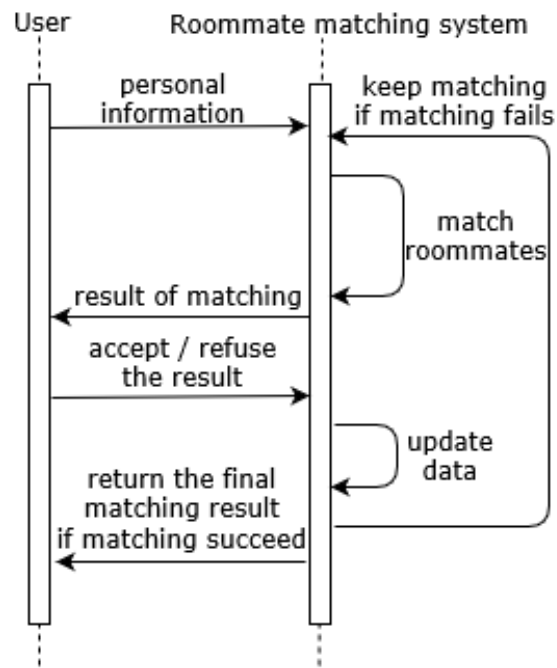 User
Roommate matching system
personal
information
keep matching
if matching fails
match
roommates
result of matching
accept / refuse
the result
update
data
return the final
matching result
if matching succeed